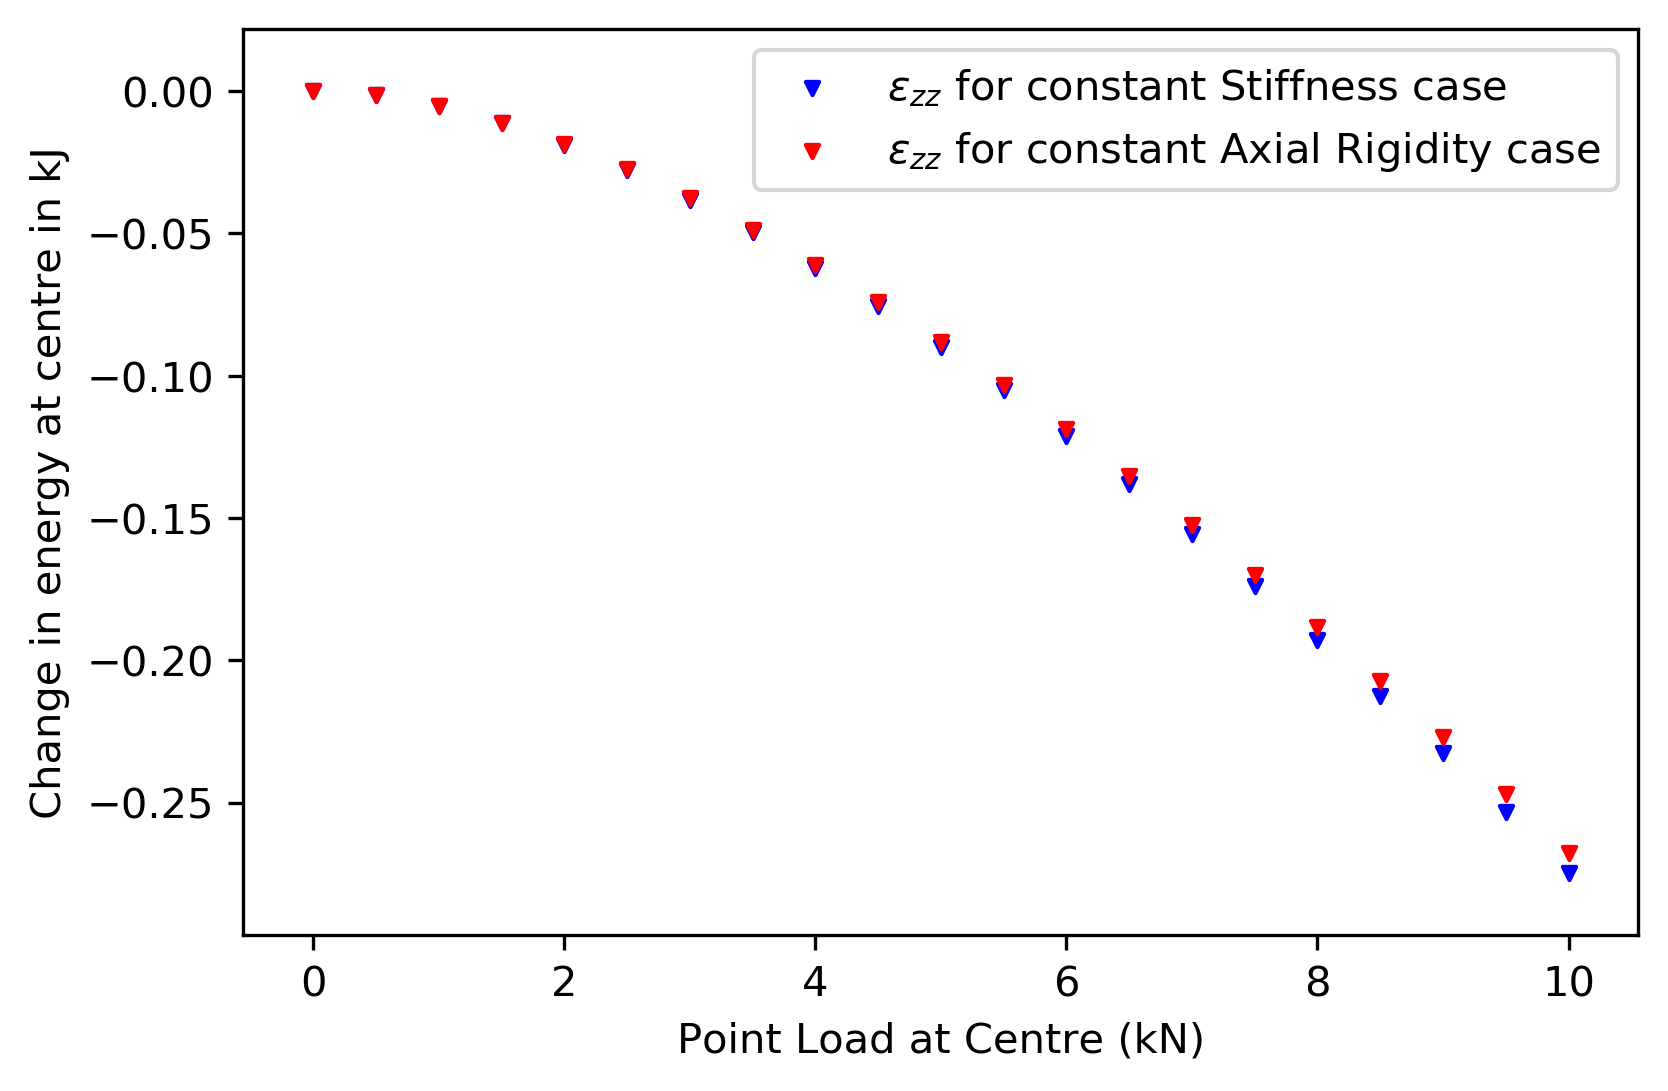 Change in energy at centre in kJ
0.00
−0.05
−0.10
−0.15
−0.20
−0.25
ε_zz for constant Stiffness case
ε_zz for constant Axial Rigidity case
0 2 4 6 8 10
Point Load at Centre (kN)